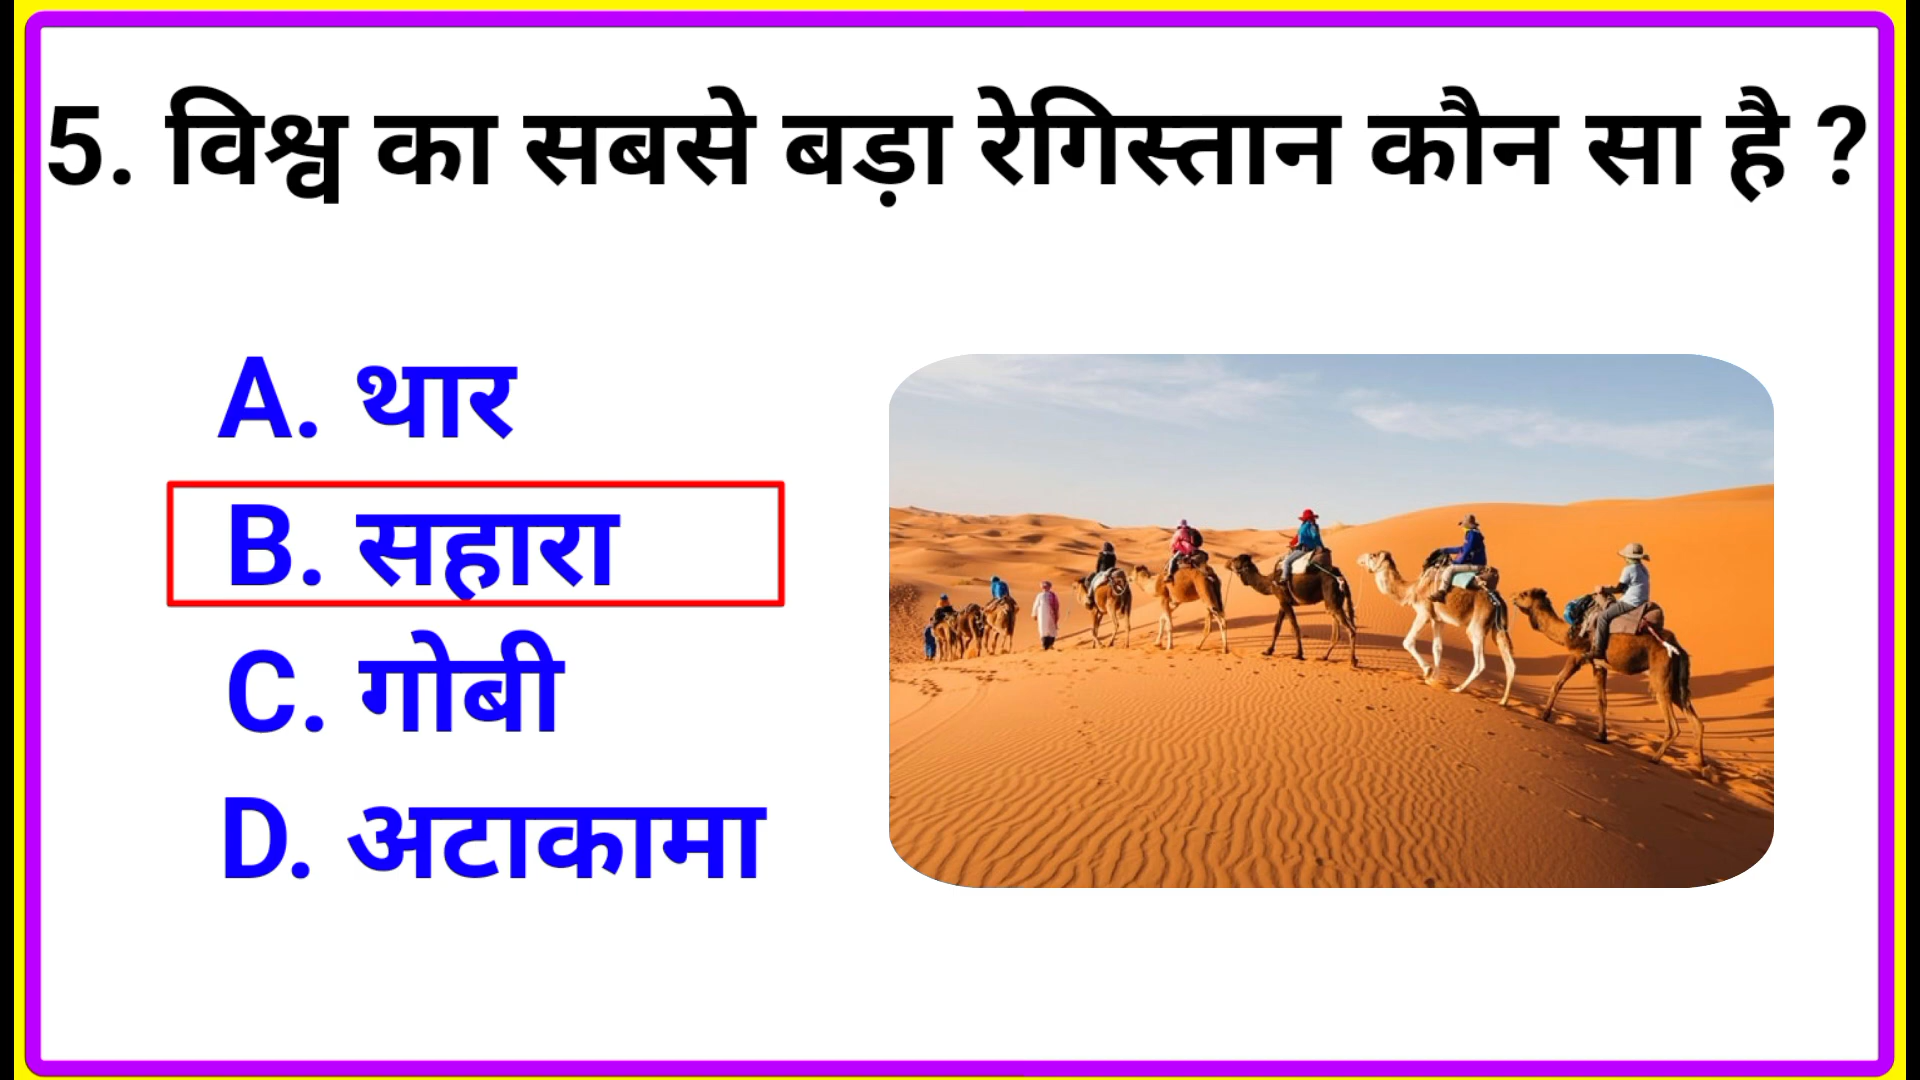 5. विश्व का सबसे बड़ा रेगिस्तान कौन सा है ?
A. थार
B. सहारा
C. गोबी
D. अटाकामा